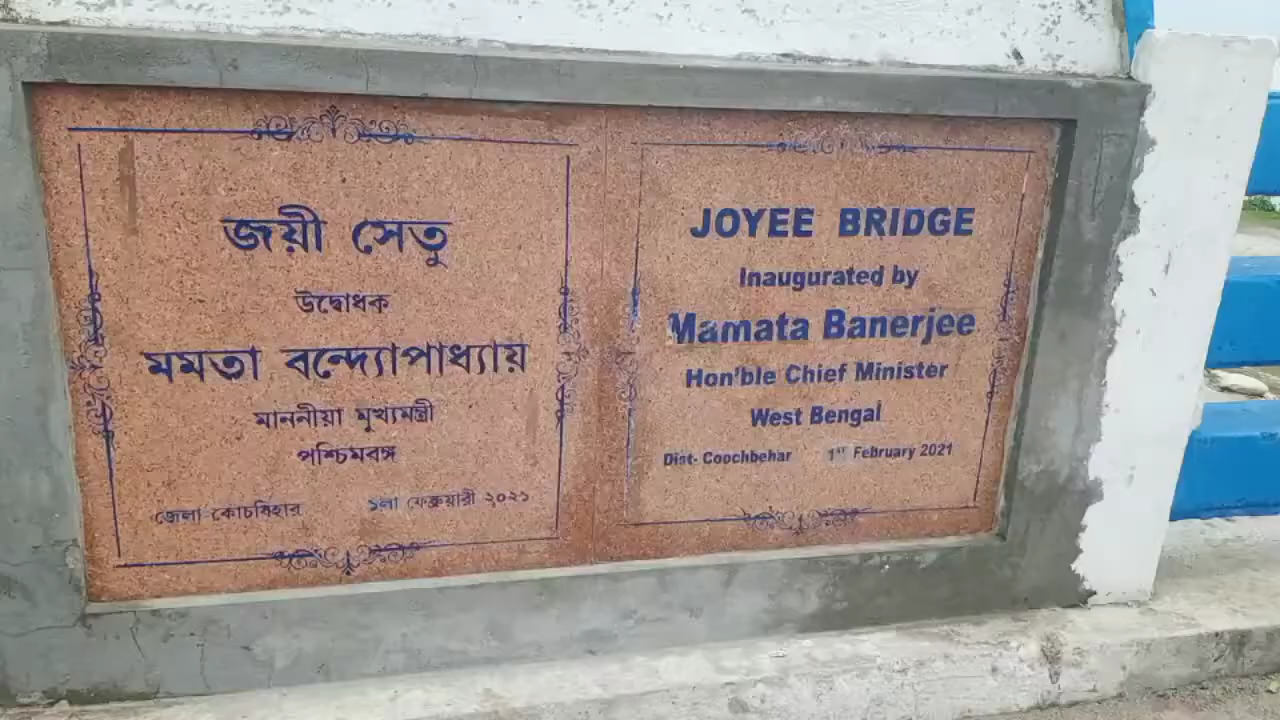 জয়ী সেতু
উদ্বোধক
মমতা বন্দ্যোপাধ্যায়
মাননীয়া মুখ্যমন্ত্রী
পশ্চিমবঙ্গ
জেলা কোচবিহার ১লা ফেব্রুয়ারী ২০২১
JOYEE BRIDGE
Inaugurated by
Mamata Banerjee
Hon'ble Chief Minister
West Bengal
Dist- Coochbehar 1st February 2021